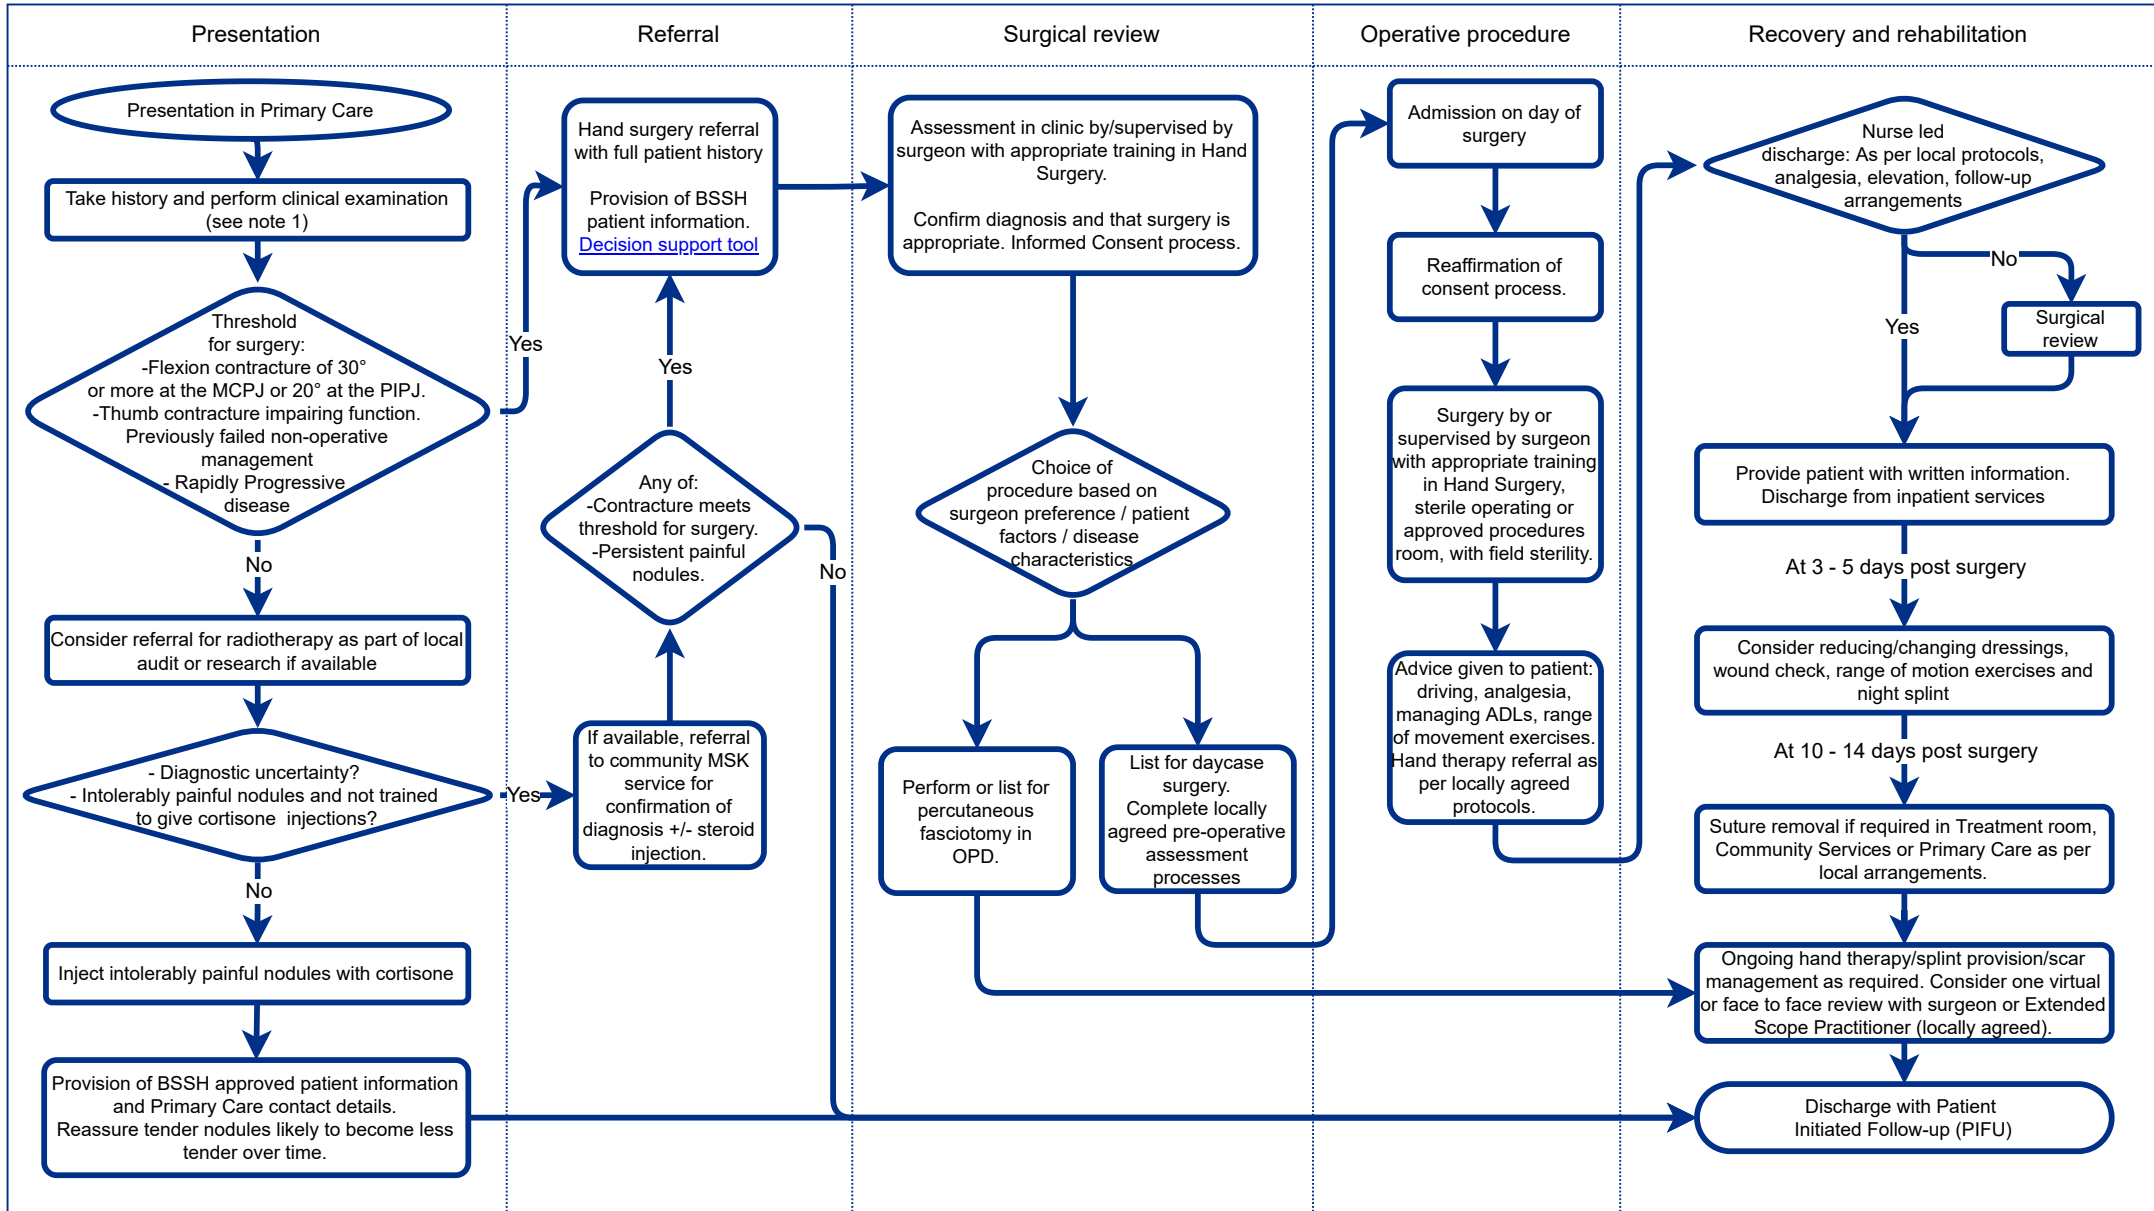 Presentation
Referral
Surgical review
Operative procedure
Recovery and rehabilitation
Presentation in Primary Care
Take history and perform clinical examination
(see note 1)
Threshold
for surgery:
-Flexion contracture of 30°
or more at the MCPJ or 20° at the PIPJ.
-Thumb contracture impairing function.
Previously failed non-operative
management
- Rapidly Progressive
disease
Yes
No
Consider referral for radiotherapy as part of local
audit or research if available
- Diagnostic uncertainty?
- Intolerably painful nodules and not trained
to give cortisone  injections?
Yes
No
Inject intolerably painful nodules with cortisone
Provision of BSSH approved patient information
and Primary Care contact details.
Reassure tender nodules likely to become less
tender over time.
Hand surgery referral
with full patient history
Provision of BSSH
patient information.
Decision support tool
Yes
Any of:
-Contracture meets
threshold for surgery.
-Persistent painful
nodules.
No
If available, referral
to community MSK
service for
confirmation of
diagnosis +/- steroid
injection.
Assessment in clinic by/supervised by
surgeon with appropriate training in Hand
Surgery.
Confirm diagnosis and that surgery is
appropriate. Informed Consent process.
Choice of
procedure based on
surgeon preference / patient
factors / disease
characteristics
Perform or list for
percutaneous
fasciotomy in
OPD.
List for daycase
surgery.
Complete locally
agreed pre-operative
assessment
processes
Admission on day of
surgery
Reaffirmation of
consent process.
Surgery by or
supervised by surgeon
with appropriate training
in Hand Surgery,
sterile operating or
approved procedures
room, with field sterility.
Advice given to patient:
driving, analgesia,
managing ADLs, range
of movement exercises.
Hand therapy referral as
per locally agreed
protocols.
Nurse led
discharge: As per local protocols,
analgesia, elevation, follow-up
arrangements
No
Yes
Surgical
review
Provide patient with written information.
Discharge from inpatient services
At 3 - 5 days post surgery
Consider reducing/changing dressings,
wound check, range of motion exercises and
night splint
At 10 - 14 days post surgery
Suture removal if required in Treatment room,
Community Services or Primary Care as per
local arrangements.
Ongoing hand therapy/splint provision/scar
management as required. Consider one virtual
or face to face review with surgeon or Extended
Scope Practitioner (locally agreed).
Discharge with Patient
Initiated Follow-up (PIFU)